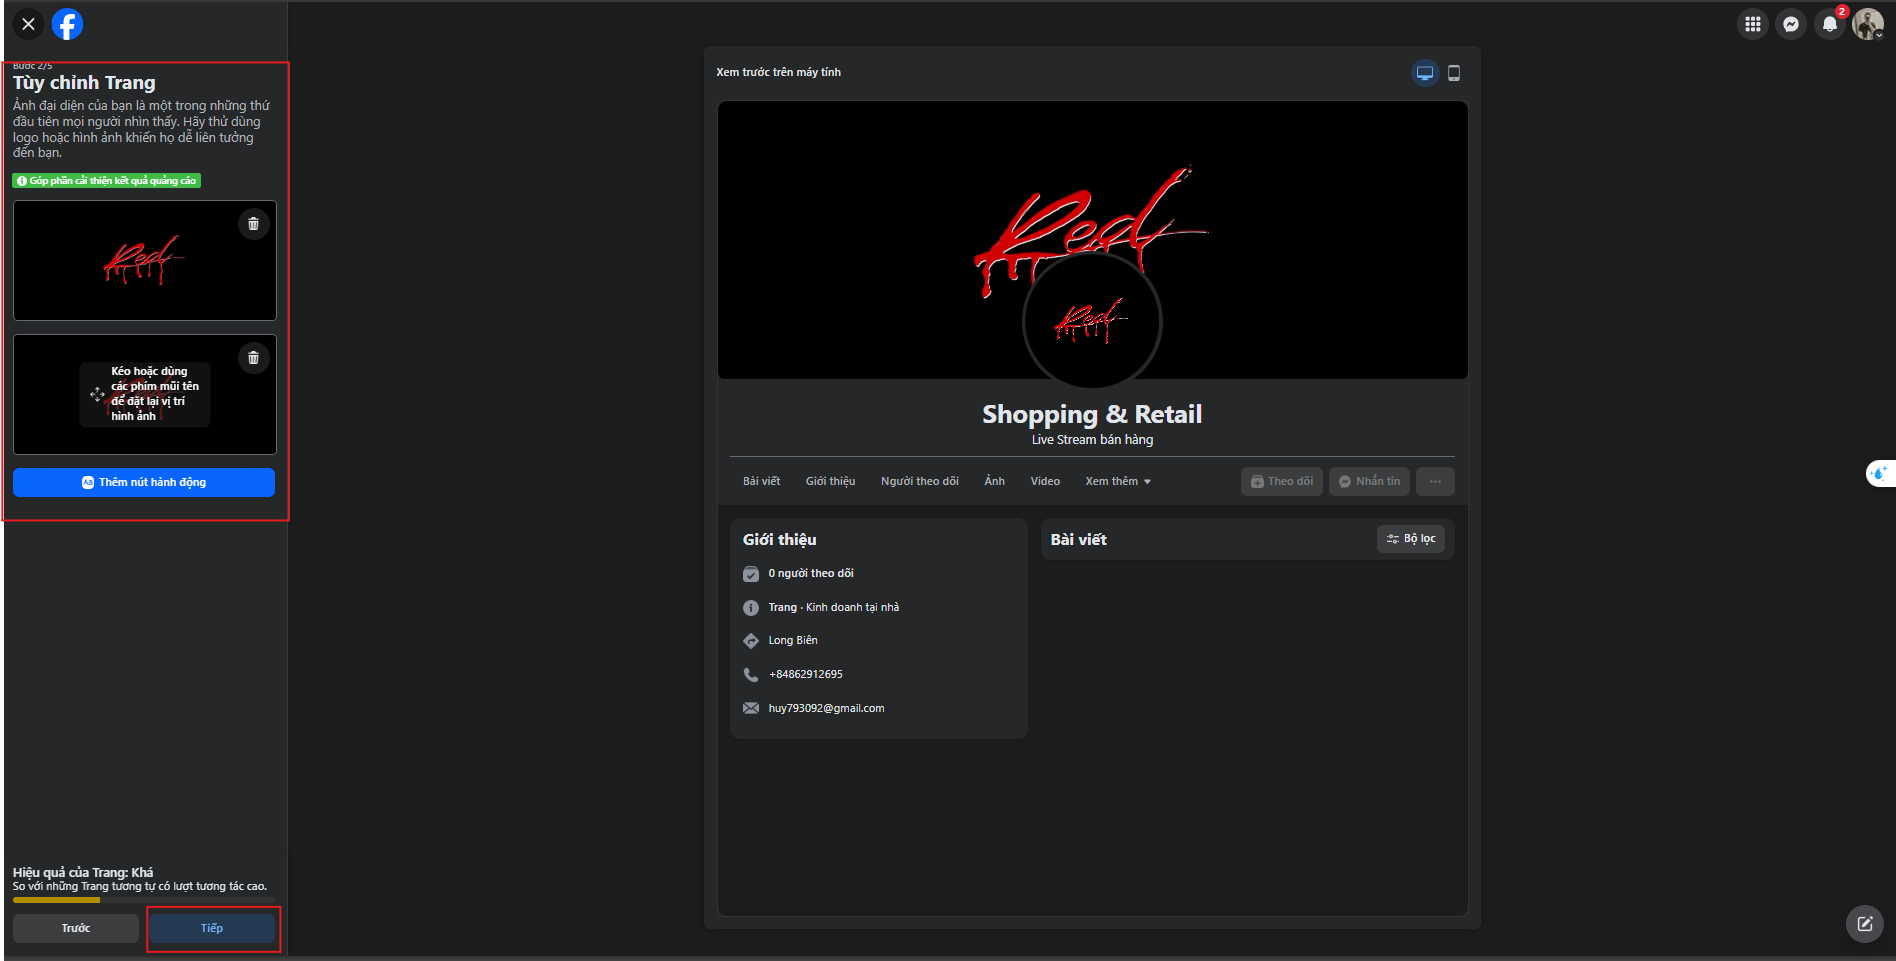 2
Bước 2/5
Tùy chỉnh Trang
Ảnh đại diện của bạn là một trong những thứ
đầu tiên mọi người nhìn thấy. Hãy thử dùng
logo hoặc hình ảnh khiến họ dễ liên tưởng
đến bạn.
Góp phần cải thiện kết quả quảng cáo
Red
Kéo hoặc dùng
các phím mũi tên
để đặt lại vị trí
hình ảnh
Thêm nút hành động
Hiệu quả của Trang: Khá
So với những Trang tương tự có lượt tương tác cao.
Trước
Tiếp
Xem trước trên máy tính
Red
Red
Shopping & Retail
Live Stream bán hàng
Bài viết
Giới thiệu
Người theo dõi
Ảnh
Video
Xem thêm
Theo dõi
Nhắn tin
Giới thiệu
0 người theo dõi
Trang · Kinh doanh tại nhà
Long Biên
+84862912695
huy793092@gmail.com
Bài viết
Bộ lọc